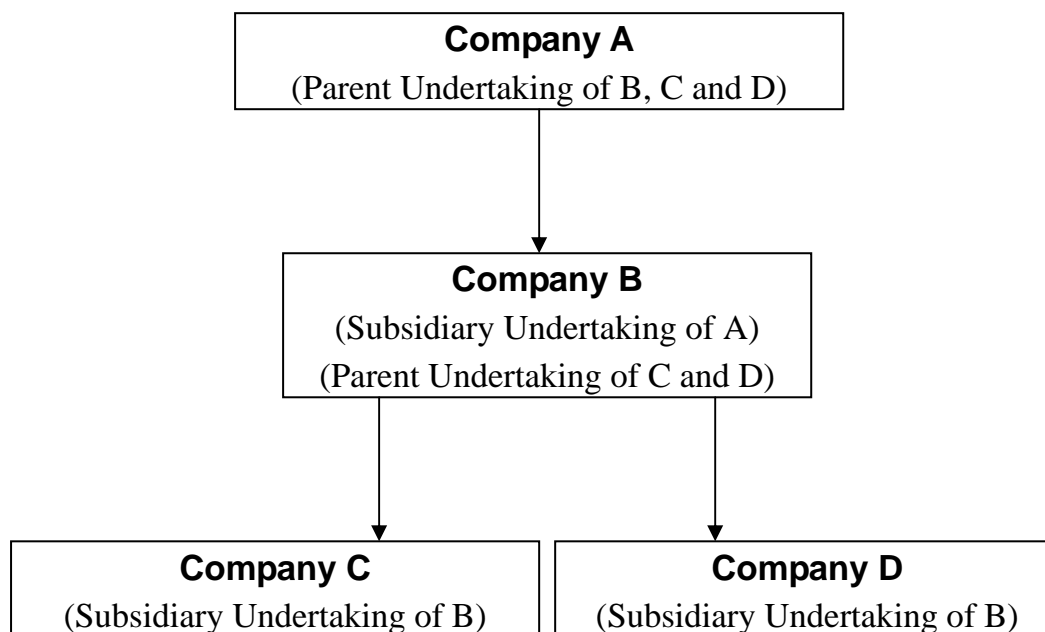 Company A
(Parent Undertaking of B, C and D)
Company B
(Subsidiary Undertaking of A)
(Parent Undertaking of C and D)
Company C
(Subsidiary Undertaking of B)
Company D
(Subsidiary Undertaking of B)